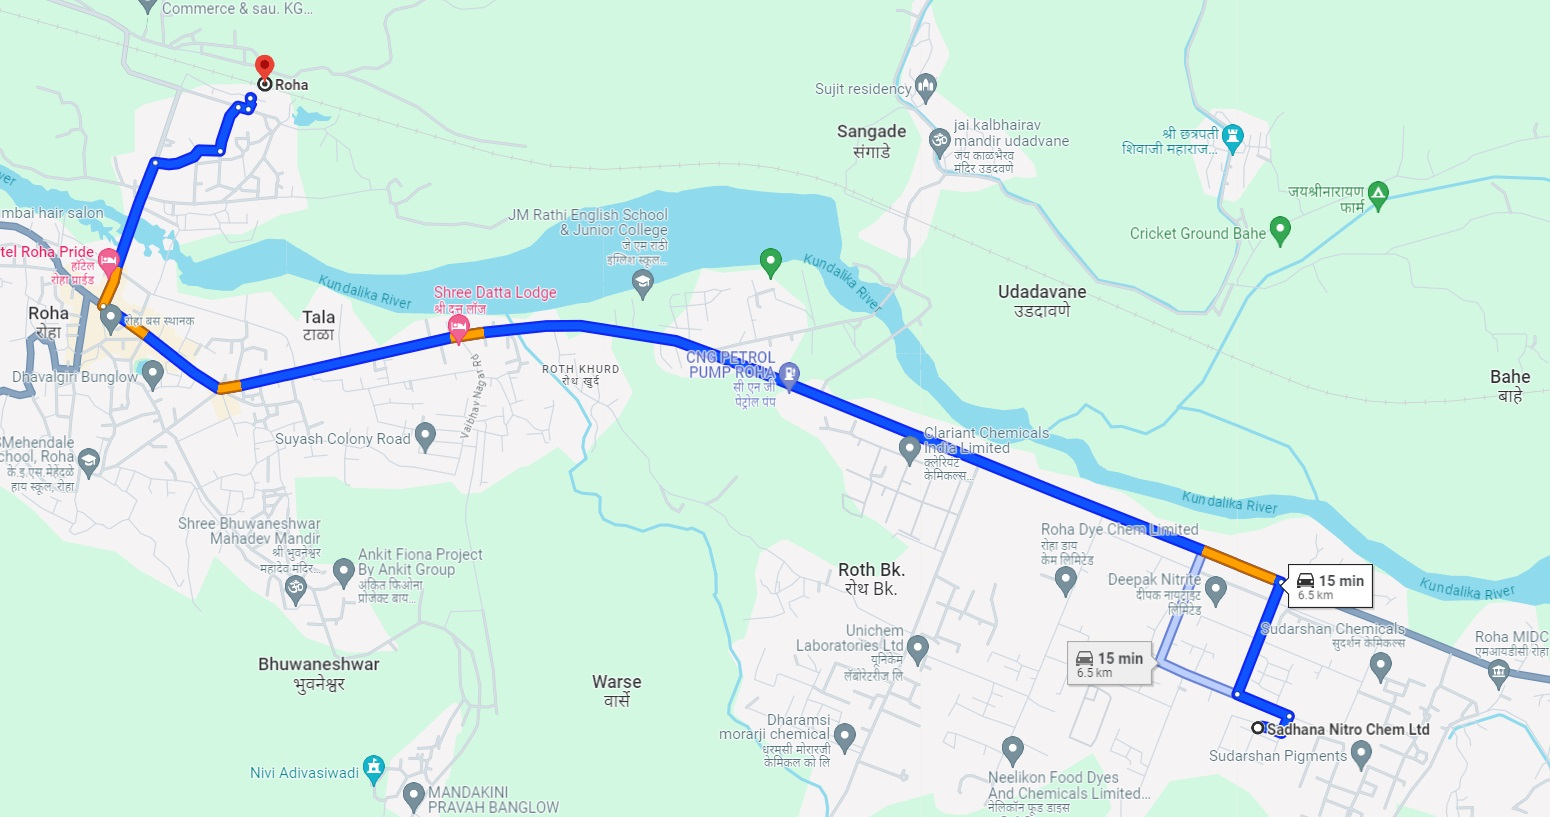 Commerce & sau. KG...
Roha
Sujit residency
Sangade
संगाडे
jai kalbhairav
mandir udadavne
जय काळभैरव
मंदिर उडदवणे
श्री छत्रपती
शिवाजी महाराज...
जयश्रीनारायण
फार्म
Cricket Ground Bahe
mbai hair salon
tel Roha Pride
हॉटेल
रोहा प्राईड
JM Rathi English School
& Junior College
जे एम राठी
इंग्लिश स्कूल...
Kundalika River
Kundalika River
Shree Datta Lodge
श्री दत्त लॉज
Udadavane
उडदावणे
Roha
रोहा
रोहा बस स्थानक
Tala
टाळा
Dhavalgiri Bunglow
ROTH KHURD
रोथ खुर्द
Vaibhav Nagar Rd
CNG PETROL
PUMP ROHA
सी एन जी
पेट्रोल पंप
Bahe
बाहे
Suyash Colony Road
Clariant Chemicals
India Limited
क्लेरियंट
केमिकल्स...
SMehendale
chool, Roha
के.इ.एस.मेहेंदळे
हाय स्कूल, रोहा
Kundalika River
Shree Bhuwaneshwar
Mahadev Mandir
श्री भुवनेश्वर
महादेव मंदिर...
Ankit Fiona Project
By Ankit Group
अंकित फिओना
प्रोजेक्ट बाय...
Roha Dye Chem Limited
रोहा डाय
केम लिमिटेड
Roth Bk.
रोथ Bk.
Deepak Nitrite
दीपक नायट्राइट
लिमिटेड
15 min
6.5 km
Kundalika River
Unichem
Laboratories Ltd
यूनिकेम
लॅबोरेटरीज लि
Sudarshan Chemicals
सुदर्शन केमिकल्स
Roha MIDC
एमआयडीसी रोहा
15 min
6.5 km
Bhuwaneshwar
भुवनेश्वर
Warse
वार्से
Dharamsi
morarji chemical
धरमसी मोरारजी
केमिकल को लि
Sadhana Nitro Chem Ltd
Sudarshan Pigments
Nivi Adivasiwadi
Neelikon Food Dyes
And Chemicals Limited...
नेलिकॉन फूड डाइस
MANDAKINI
PRAVAH BANGLOW